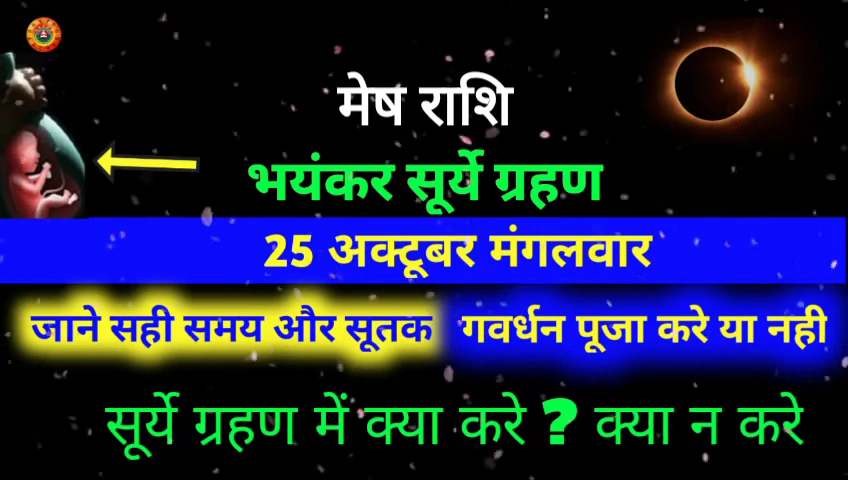 मेष राशि
भयंकर सूर्ये ग्रहण
25 अक्टूबर मंगलवार
जाने सही समय और सूतक गवर्धन पूजा करे या नही
सूर्ये ग्रहण में क्या करे ? क्या न करे